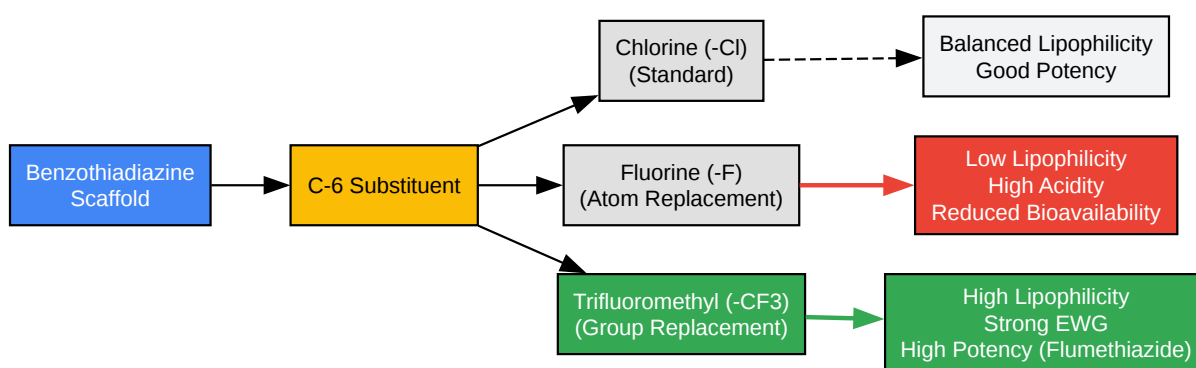 Benzothiadiazine
Scaffold
C-6 Substituent
Chlorine (-Cl)
(Standard)
Balanced Lipophilicity
Good Potency
Fluorine (-F)
(Atom Replacement)
Low Lipophilicity
High Acidity
Reduced Bioavailability
Trifluoromethyl (-CF3)
(Group Replacement)
High Lipophilicity
Strong EWG
High Potency (Flumethiazide)